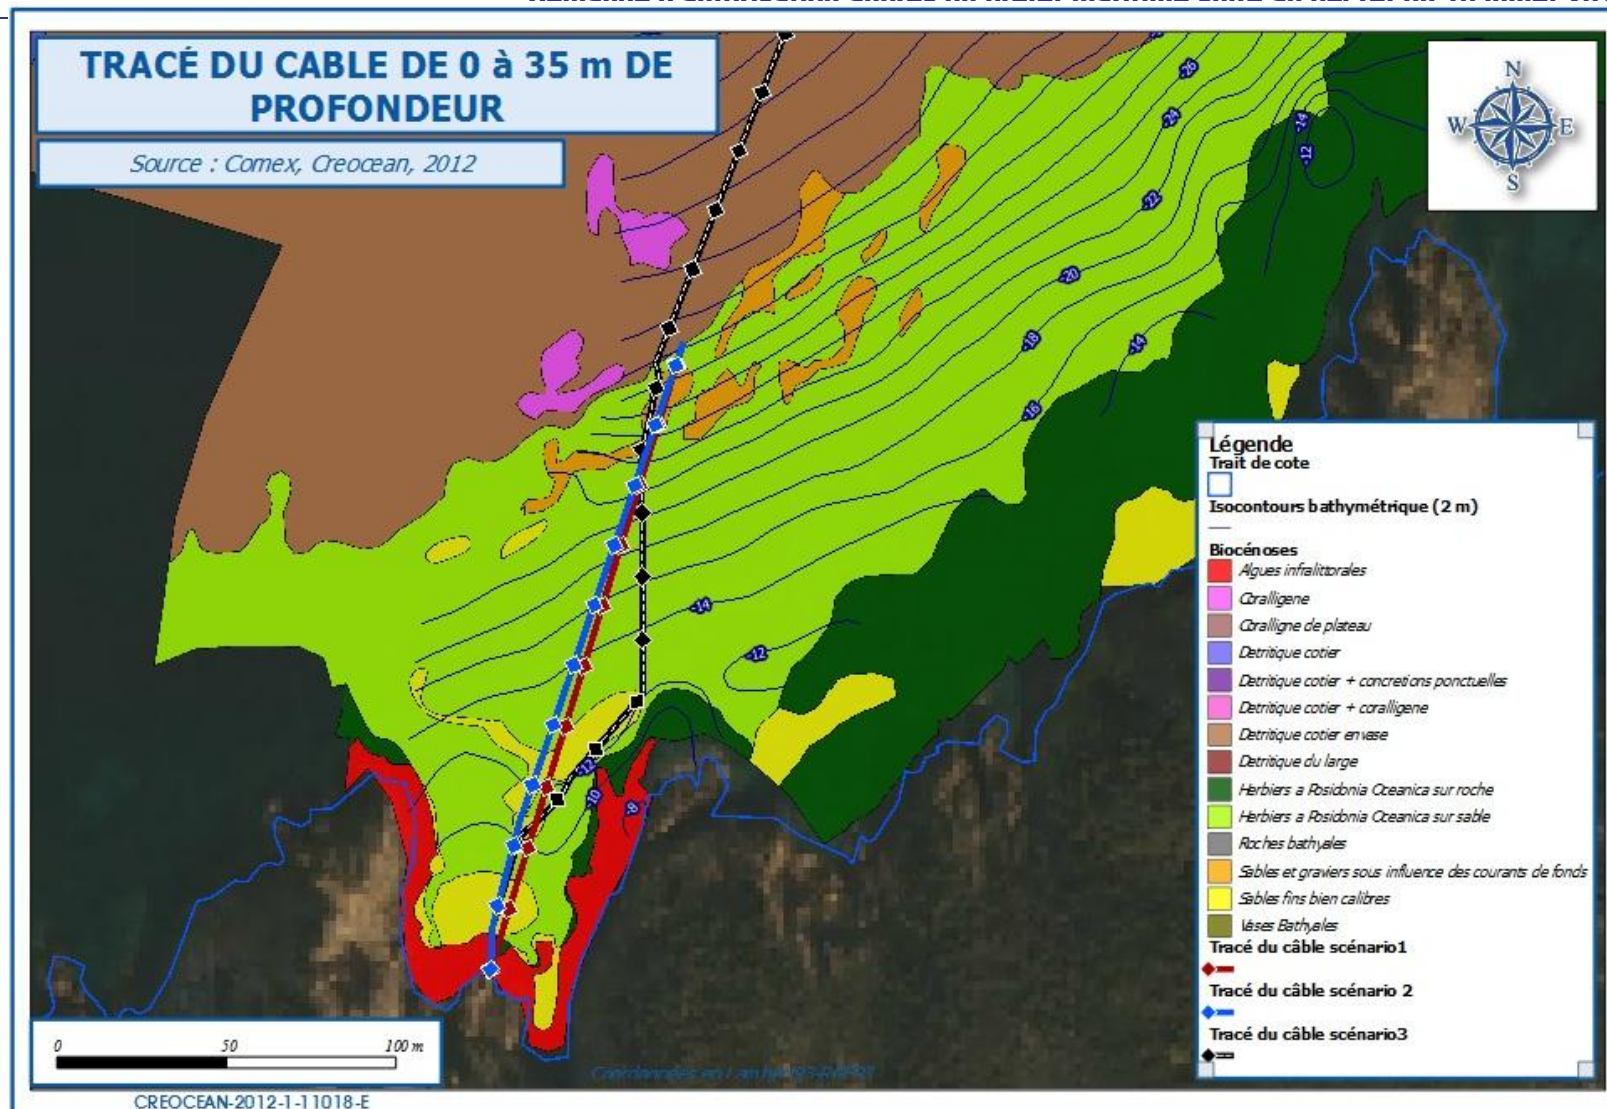 TRACÉ DU CABLE DE 0 à 35 m DE
PROFONDEUR
Source : Comex, Creocean, 2012
N
W E
S
-26
-24
-24
-12
-22
-20
-18
-14
-16
-14
-12
-12
-10
-8
Légende
Trait de cote
Isocontours bathymétrique (2 m)
Biocénoses
Algues infralittorales
Coralligene
Coralligne de plateau
Detritique cotier
Detritique cotier + concretions ponctuelles
Detritique cotier + coralligene
Detritique cotier envase
Detritique du large
Herbiers a Posidonia Oceanica sur roche
Herbiers a Posidonia Oceanica sur sable
Roches bathyales
Sables et graviers sous influence des courants de fonds
Sables fins bien calibres
Vases Bathyales
Tracé du câble scénario1
Tracé du câble scénario 2
Tracé du câble scénario3
0 50 100 m
Coordonnées en
CREOCEAN-2012-1-11018-E